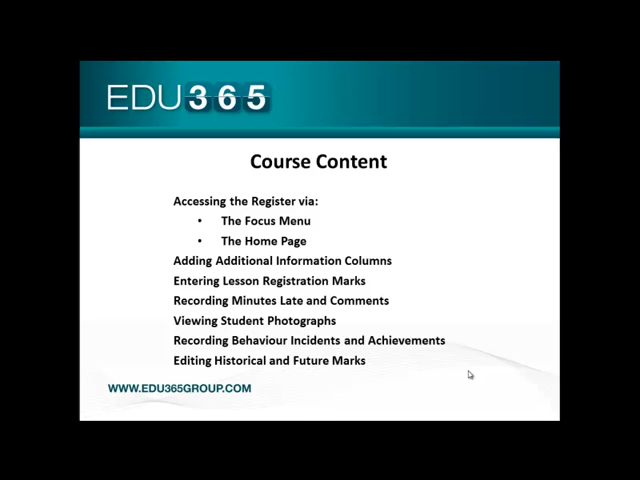 EDU365
Course Content
Accessing the Register via:
• The Focus Menu
• The Home Page
Adding Additional Information Columns
Entering Lesson Registration Marks
Recording Minutes Late and Comments
Viewing Student Photographs
Recording Behaviour Incidents and Achievements
Editing Historical and Future Marks
WWW.EDU365GROUP.COM